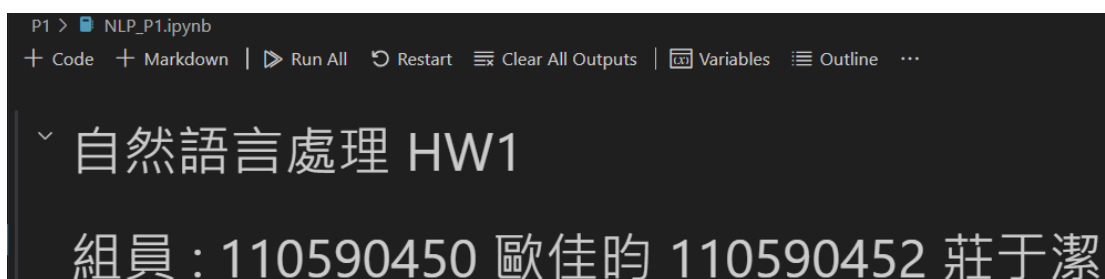 P1 > NLP_P1.ipynb
+ Code + Markdown | Run All Restart Clear All Outputs | Variables Outline ...
自然語言處理 HW1
組員 : 110590450 歐佳昀 110590452 莊于潔